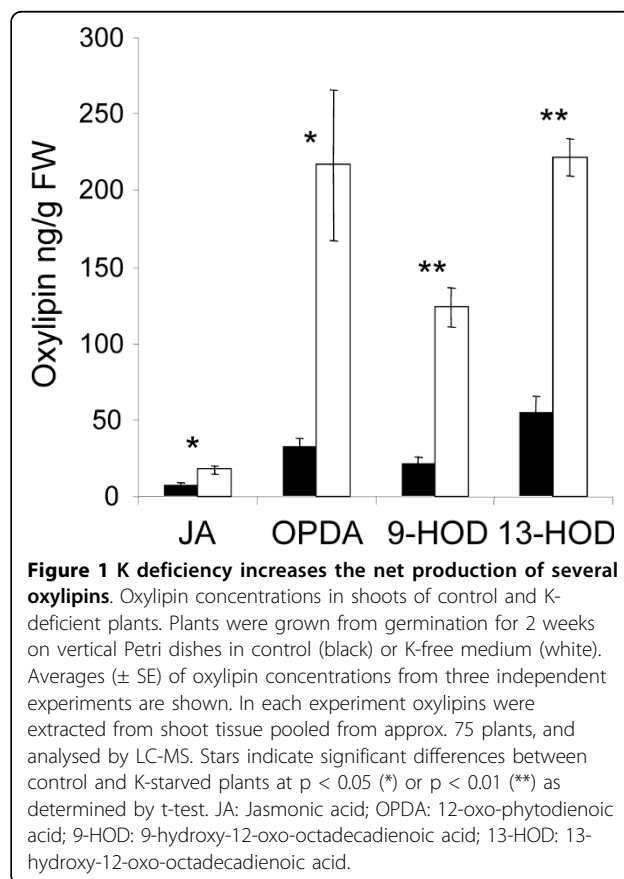 300
250
200
150
100
50
0
Oxylipin ng/g FW
*
*
**
**
JA OPDA 9-HOD 13-HOD
Figure 1 K deficiency increases the net production of several
oxylipins. Oxylipin concentrations in shoots of control and K-
deficient plants. Plants were grown from germination for 2 weeks
on vertical Petri dishes in control (black) or K-free medium (white).
Averages (± SE) of oxylipin concentrations from three independent
experiments are shown. In each experiment oxylipins were
extracted from shoot tissue pooled from approx. 75 plants, and
analysed by LC-MS. Stars indicate significant differences between
control and K-starved plants at p < 0.05 (*) or p < 0.01 (**) as
determined by t-test. JA: Jasmonic acid; OPDA: 12-oxo-phytodienoic
acid; 9-HOD: 9-hydroxy-12-oxo-octadecadienoic acid; 13-HOD: 13-
hydroxy-12-oxo-octadecadienoic acid.